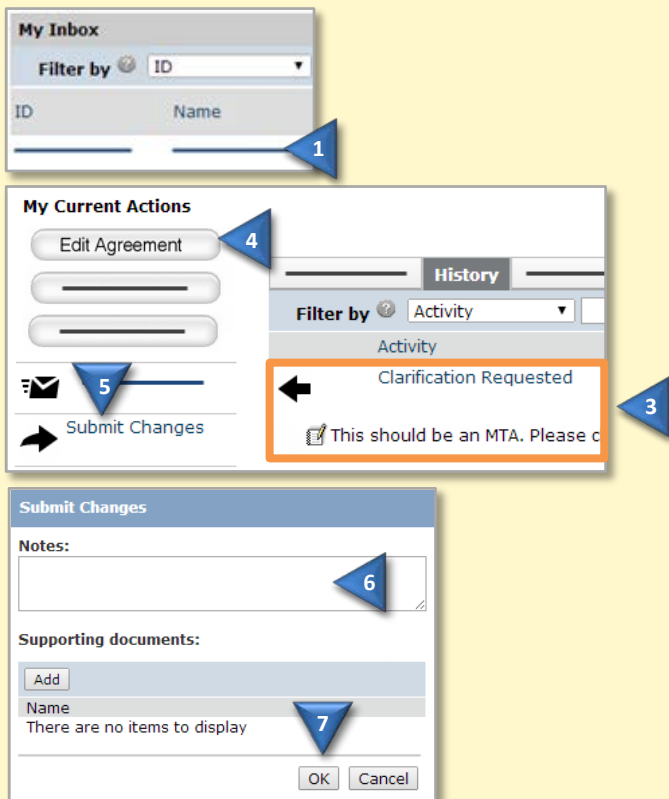 My Inbox
Filter by ID
ID Name
1
My Current Actions
Edit Agreement 4
History
Filter by Activity
Activity
Clarification Requested
5
3
Submit Changes
This should be an MTA. Please c
Submit Changes
Notes:
6
Supporting documents:
Add
Name
There are no items to display
7
OK Cancel